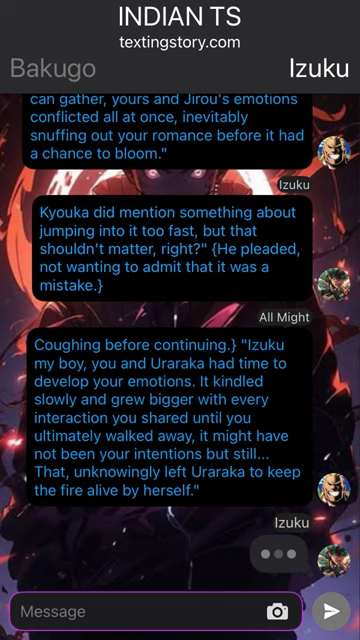 INDIAN TS
textingstory.com
Bakugo Izuku
can gather, yours and Jirou's emotions
conflicted all at once, inevitably
snuffing out your romance before it had
a chance to bloom."
Izuku
Kyouka did mention something about
jumping into it too fast, but that
shouldn't matter, right?" {He pleaded,
not wanting to admit that it was a
mistake.}
All Might
Coughing before continuing.} "Izuku
my boy, you and Uraraka had time to
develop your emotions. It kindled
slowly and grew bigger with every
interaction you shared until you
ultimately walked away, it might have
not been your intentions but still...
That, unknowingly left Uraraka to keep
the fire alive by herself."
Izuku
Message